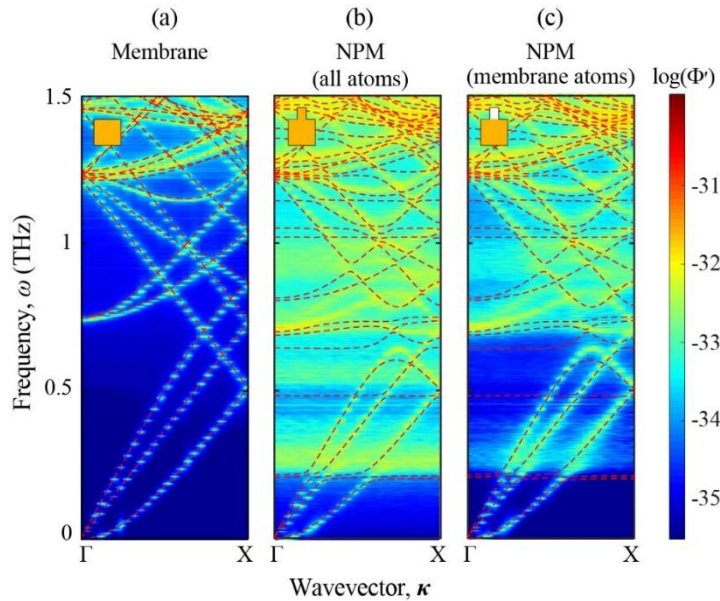 (a) (b) (c)
Membrane NPM NPM
(all atoms) (membrane atoms) log(Φ′)
1.5
1
0.5
0
-31
-32
-33
-34
-35
Frequency, ω (THz)
Γ X Γ X Γ X
Wavevector, κ